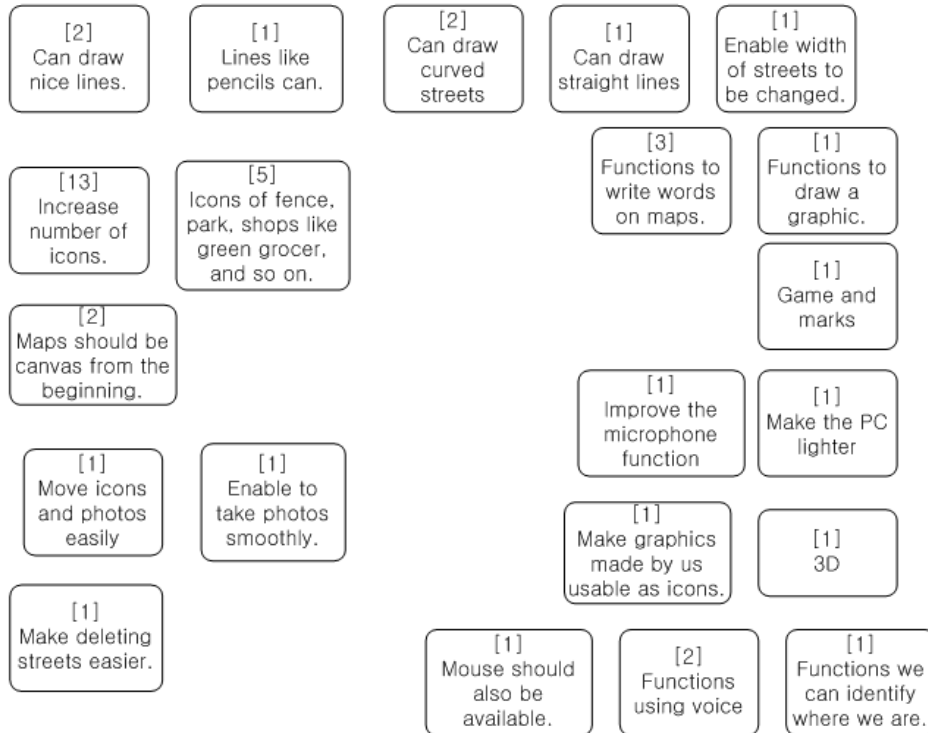 [2]
Can draw
nice lines.
[1]
Lines like
pencils can.
[2]
Can draw
curved
streets
[1]
Can draw
straight lines
[1]
Enable width
of streets to
be changed.
[3]
Functions to
write words
on maps.
[1]
Functions to
draw a
graphic.
[13]
Increase
number of
icons.
[5]
Icons of fence,
park, shops like
green grocer,
and so on.
[1]
Game and
marks
[2]
Maps should be
canvas from the
beginning.
[1]
Improve the
microphone
function
[1]
Make the PC
lighter
[1]
Move icons
and photos
easily
[1]
Enable to
take photos
smoothly.
[1]
Make graphics
made by us
usable as icons.
[1]
3D
[1]
Make deleting
streets easier.
[1]
Mouse should
also be
available.
[2]
Functions
using voice
[1]
Functions we
can identify
where we are.